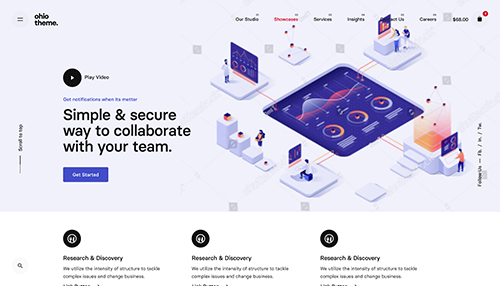 ohio
theme.
Our Studio
Showcases
Services
Insights
Contact Us
Careers
$68.00
Play Video
Get notifications when its metter
Simple & secure
way to collaborate
with your team.
Get Started
Scroll to top
Follow Us — Fb. / Tw.
Research & Discovery
We utilize the intensity of structure to tackle
complex issues and change business.
Research & Discovery
We utilize the intensity of structure to tackle
complex issues and change business.
Research & Discovery
We utilize the intensity of structure to tackle
complex issues and change business.